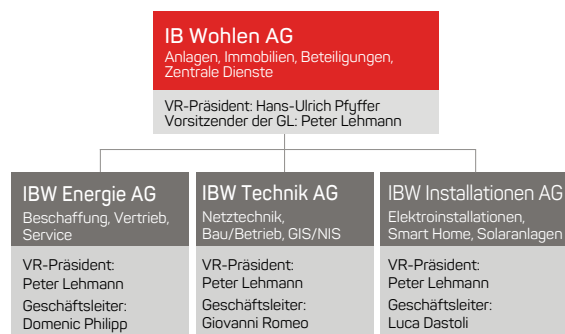 IB Wohlen AG
Anlagen, Immobilien, Beteiligungen,
Zentrale Dienste
VR-Präsident: Hans-Ulrich Pfyffer
Vorsitzender der GL: Peter Lehmann
IBW Energie AG
Beschaffung, Vertrieb,
Service
VR-Präsident:
Peter Lehmann
Geschäftsleiter:
Domenic Philipp
IBW Technik AG
Netztechnik,
Bau/Betrieb, GIS/NIS
VR-Präsident:
Peter Lehmann
Geschäftsleiter:
Giovanni Romeo
IBW Installationen AG
Elektroinstallationen,
Smart Home, Solaranlagen
VR-Präsident:
Peter Lehmann
Geschäftsleiter:
Luca Dastoli